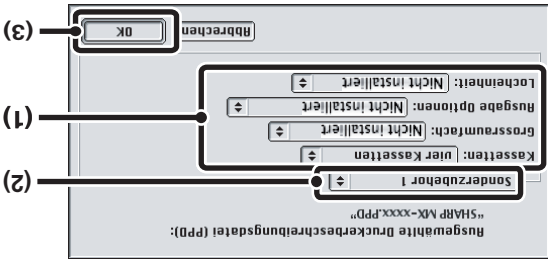 Ausgewählte Druckerbeschreibungsdatei (PPD):
"SHARP MX-xxxx.PPD"
Sonderzubehor 1
(2)
Kassetten: vier Kassetten
Grossraumfach: Nicht installiert
(1)
Ausgabe Optionen: Nicht installiert
Locheinheit: Nicht installiert
Abbrechen
OK
(3)